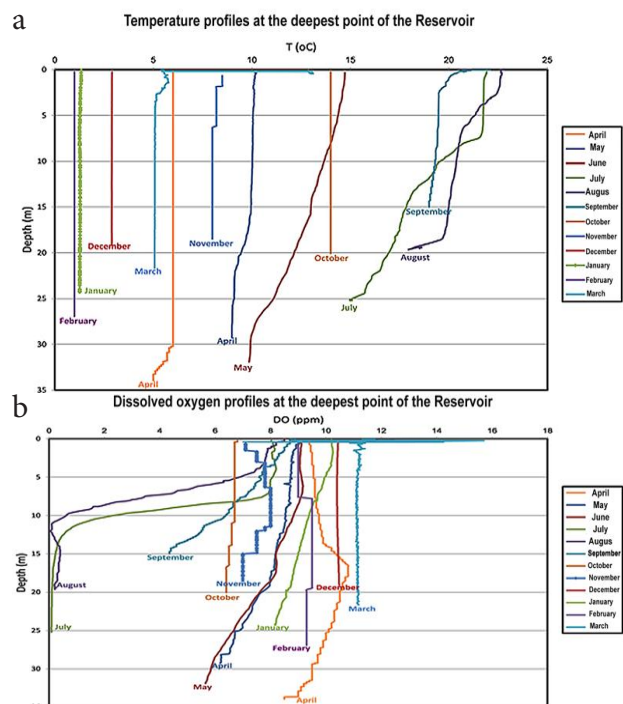 a
Temperature profiles at the deepest point of the Reservoir
T (oC)
0 5 10 15 20 25
Depth (m)
0
5
10
15
20
25
30
35
December
January
February
March
April
November
April
May
October
September
August
July
April
May
June
July
Augus
September
October
November
December
January
February
March
b
Dissolved oxygen profiles at the deepest point of the Reservoir
DO (ppm)
0 2 4 6 8 10 12 14 16 18
Depth (m)
0
5
10
15
20
25
30
August
July
September
October
November
May
April
January
February
December
March
April
April
May
June
July
Augus
September
October
November
December
January
February
March